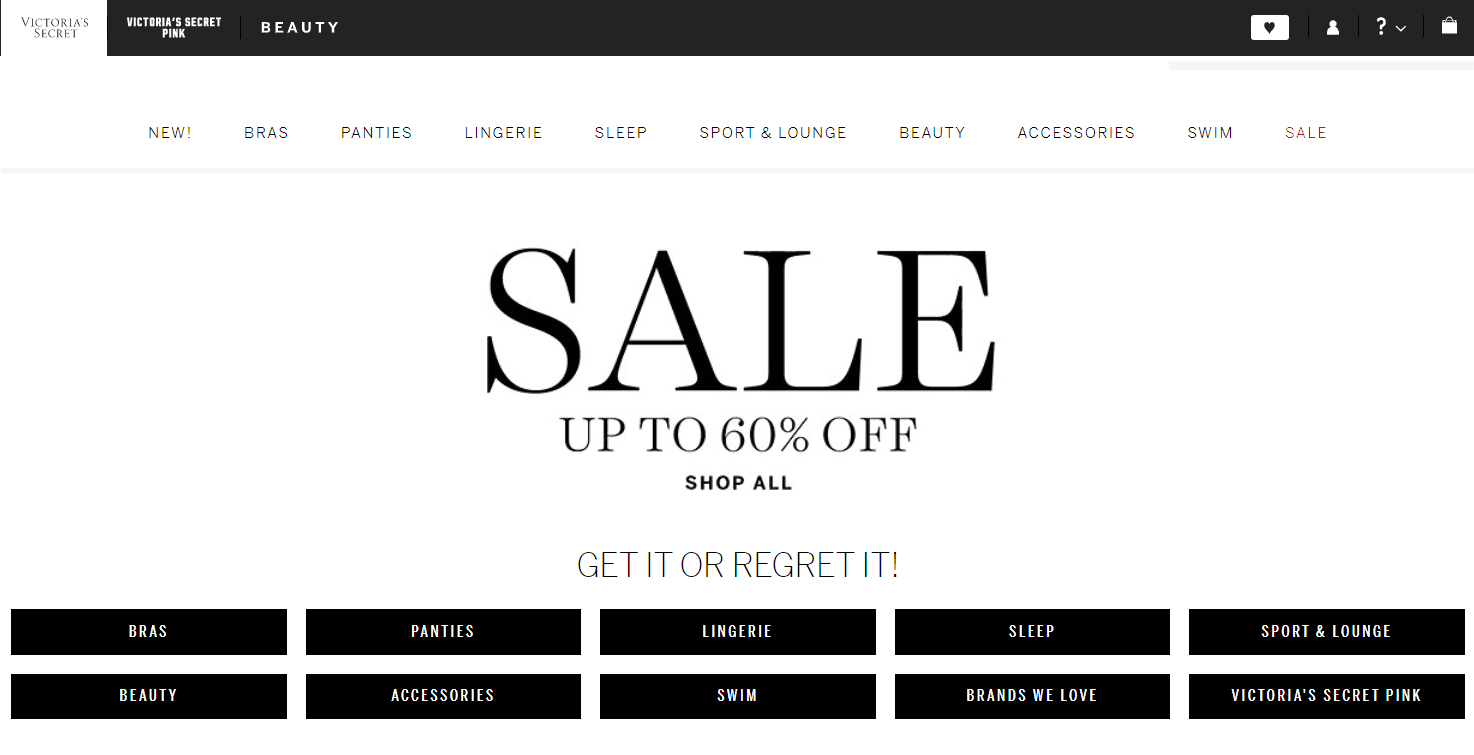 VICTORIA'S
SECRET
VICTORIA'S SECRET
PINK
BEAUTY
?
NEW! BRAS PANTIES LINGERIE SLEEP SPORT & LOUNGE BEAUTY ACCESSORIES SWIM SALE
SALE
UP TO 60% OFF
SHOP ALL
GET IT OR REGRET IT!
BRAS PANTIES LINGERIE SLEEP SPORT & LOUNGE
BEAUTY ACCESSORIES SWIM BRANDS WE LOVE VICTORIA'S SECRET PINK